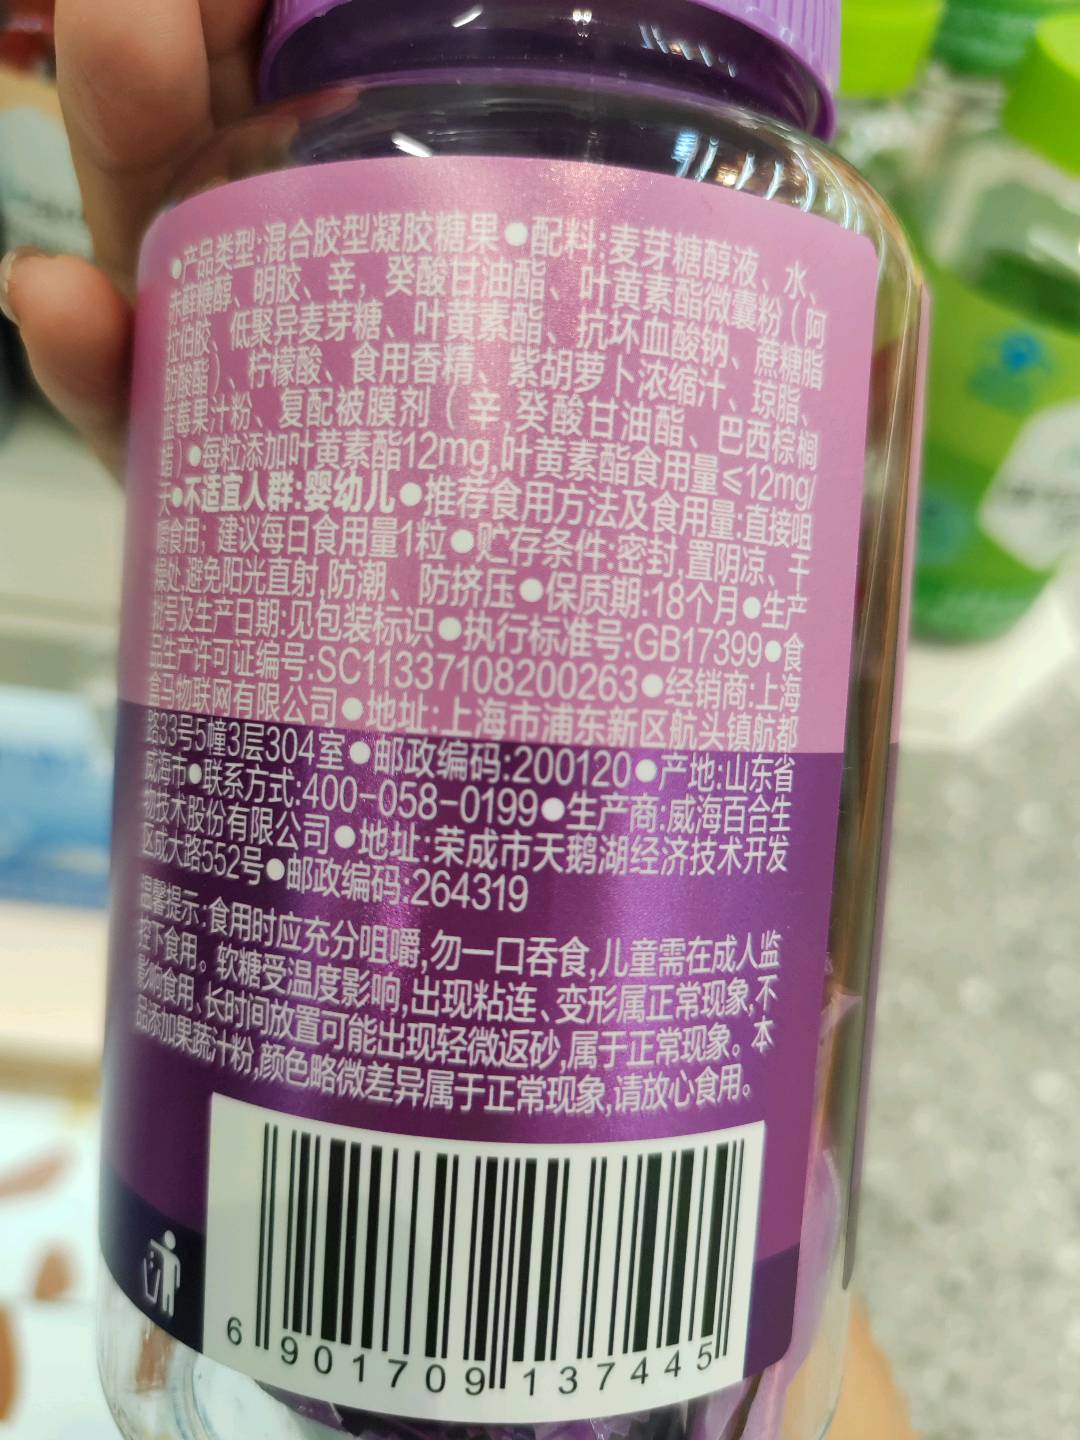 ●产品类型:混合胶型凝胶糖果●配料:麦芽糖醇液、水、
赤藓糖醇、明胶、辛,癸酸甘油酯、叶黄素酯微囊粉(阿
拉伯胶、低聚异麦芽糖、叶黄素酯、抗坏血酸钠、蔗糖脂
肪酸酯)、柠檬酸、食用香精、紫胡萝卜浓缩汁、琼脂、
蓝莓果汁粉、复配被膜剂(辛,癸酸甘油酯、巴西棕榈
蜡)●每粒添加叶黄素酯12mg,叶黄素酯食用量≤12mg/
天●不适宜人群:婴幼儿●推荐食用方法及食用量:直接咀
嚼食用;建议每日食用量1粒●贮存条件:密封,置阴凉、干
燥处,避免阳光直射,防潮、防挤压●保质期:18个月●生产
批号及生产日期:见包装标识●执行标准号:GB17399●食
品生产许可证编号:SC11337108200263●经销商:上海
盒马物联网有限公司●地址:上海市浦东新区航头镇航都
路33号5幢3层304室●邮政编码:200120●产地:山东省
威海市●联系方式:400-058-0199●生产商:威海百合生
物技术股份有限公司●地址:荣成市天鹅湖经济技术开发
区成大路552号●邮政编码:264319
温馨提示:食用时应充分咀嚼,勿一口吞食,儿童需在成人监
控下食用。软糖受温度影响,出现粘连、变形属正常现象,不
影响食用、长时间放置可能出现轻微返砂,属于正常现象。本
品添加果蔬汁粉,颜色略微差异属于正常现象,请放心食用。
6 901709 137445